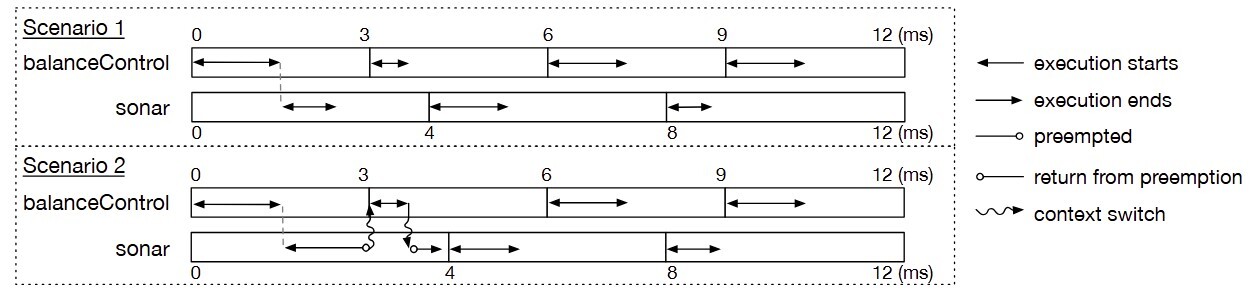 Scenario 1
0 3 6 9 12 (ms)
balanceControl
sonar
0 4 8 12 (ms)
Scenario 2
0 3 6 9 12 (ms)
balanceControl
sonar
0 4 8 12 (ms)
execution starts
execution ends
preempted
return from preemption
context switch